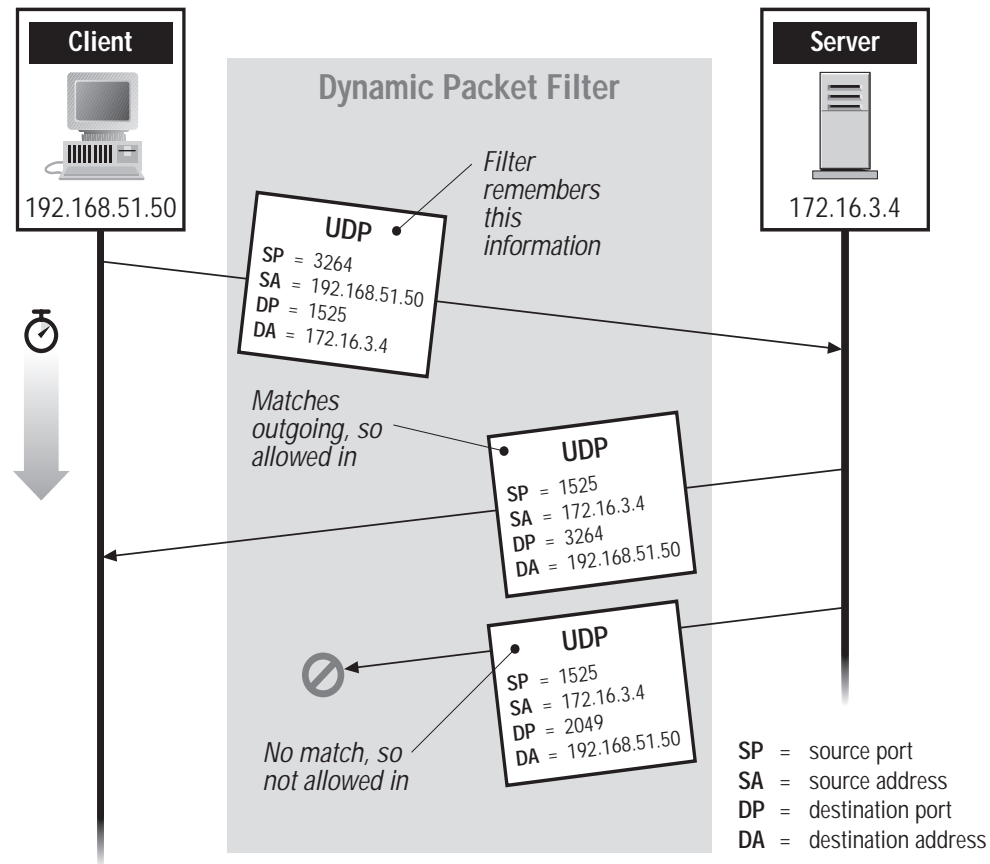 Client
192.168.51.50
Server
172.16.3.4
Dynamic Packet Filter
Filter
remembers
this
information
UDP
SP = 3264
SA = 192.168.51.50
DP = 1525
DA = 172.16.3.4
Matches
outgoing, so
allowed in
UDP
SP = 1525
SA = 172.16.3.4
DP = 3264
DA = 192.168.51.50
UDP
SP = 1525
SA = 172.16.3.4
DP = 2049
DA = 192.168.51.50
No match, so
not allowed in
SP = source port
SA = source address
DP = destination port
DA = destination address